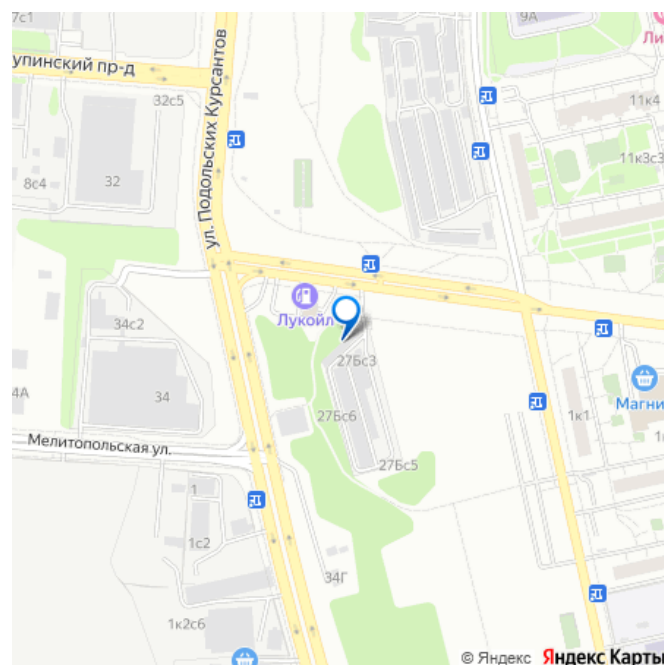 7с1
9А
Ли
упинский пр-д
32с5
11к4
ул. Подольских Курсантов
11к3с3
8с4
32
Лукойл
34с2
27Бс3
34
4А
Магни
27Бс6
1к1
Мелитопольская ул.
27Бс5
1
1с
1с2
34Г
1к2с6
© Яндекс Яндекс Карты